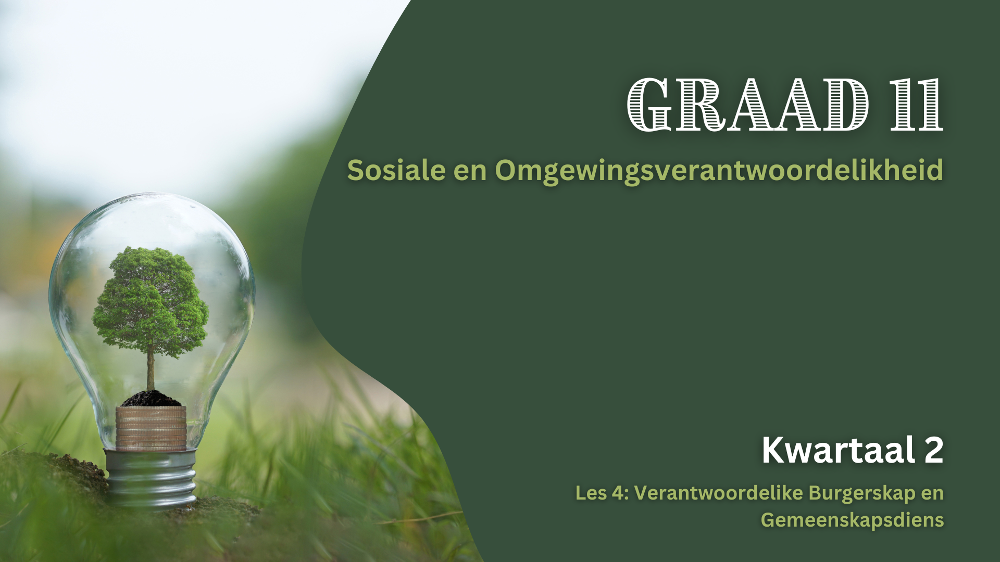 GRAAD 11
Sosiale en Omgewingsverantwoordelikheid
Kwartaal 2
Les 4: Verantwoordelike Burgerskap en
Gemeenskapsdiens